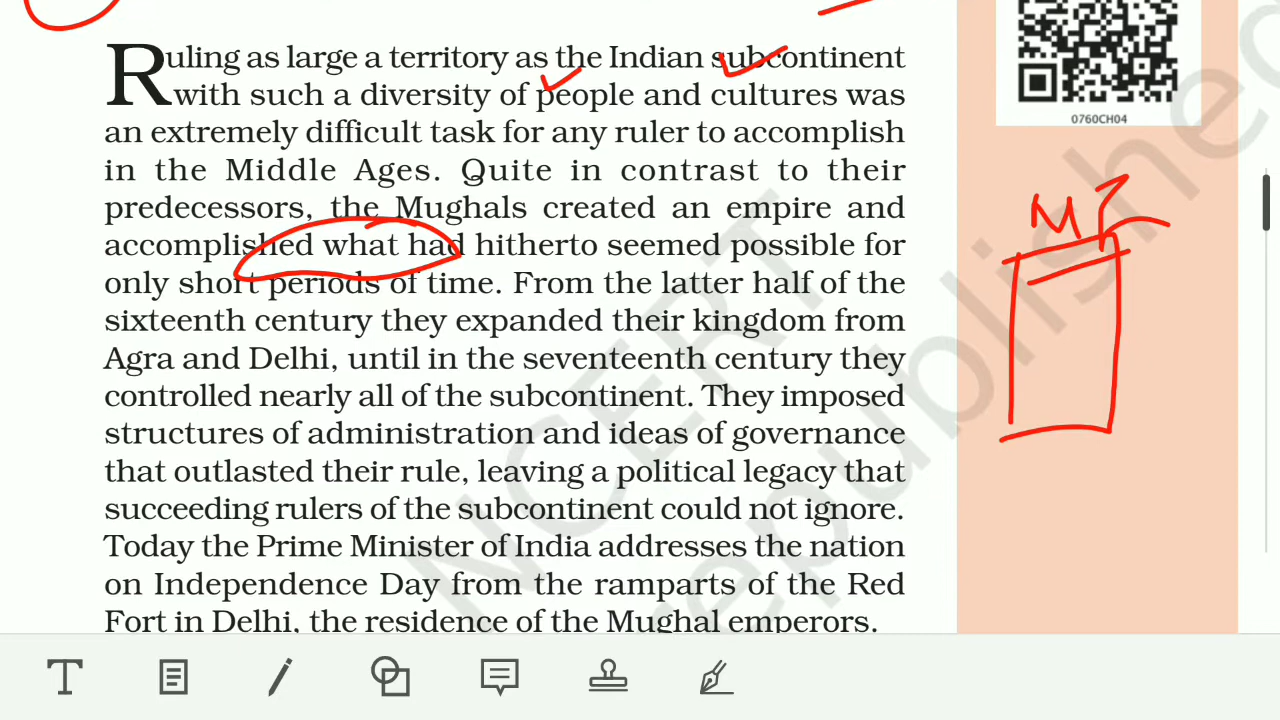 Ruling as large a territory as the Indian subcontinent
with such a diversity of people and cultures was
an extremely difficult task for any ruler to accomplish
in the Middle Ages. Quite in contrast to their
predecessors, the Mughals created an empire and
accomplished what had hitherto seemed possible for
only short periods of time. From the latter half of the
sixteenth century they expanded their kingdom from
Agra and Delhi, until in the seventeenth century they
controlled nearly all of the subcontinent. They imposed
structures of administration and ideas of governance
that outlasted their rule, leaving a political legacy that
succeeding rulers of the subcontinent could not ignore.
Today the Prime Minister of India addresses the nation
on Independence Day from the ramparts of the Red
Fort in Delhi, the residence of the Mughal emperors.
0760CH04
NCERT
republished
T